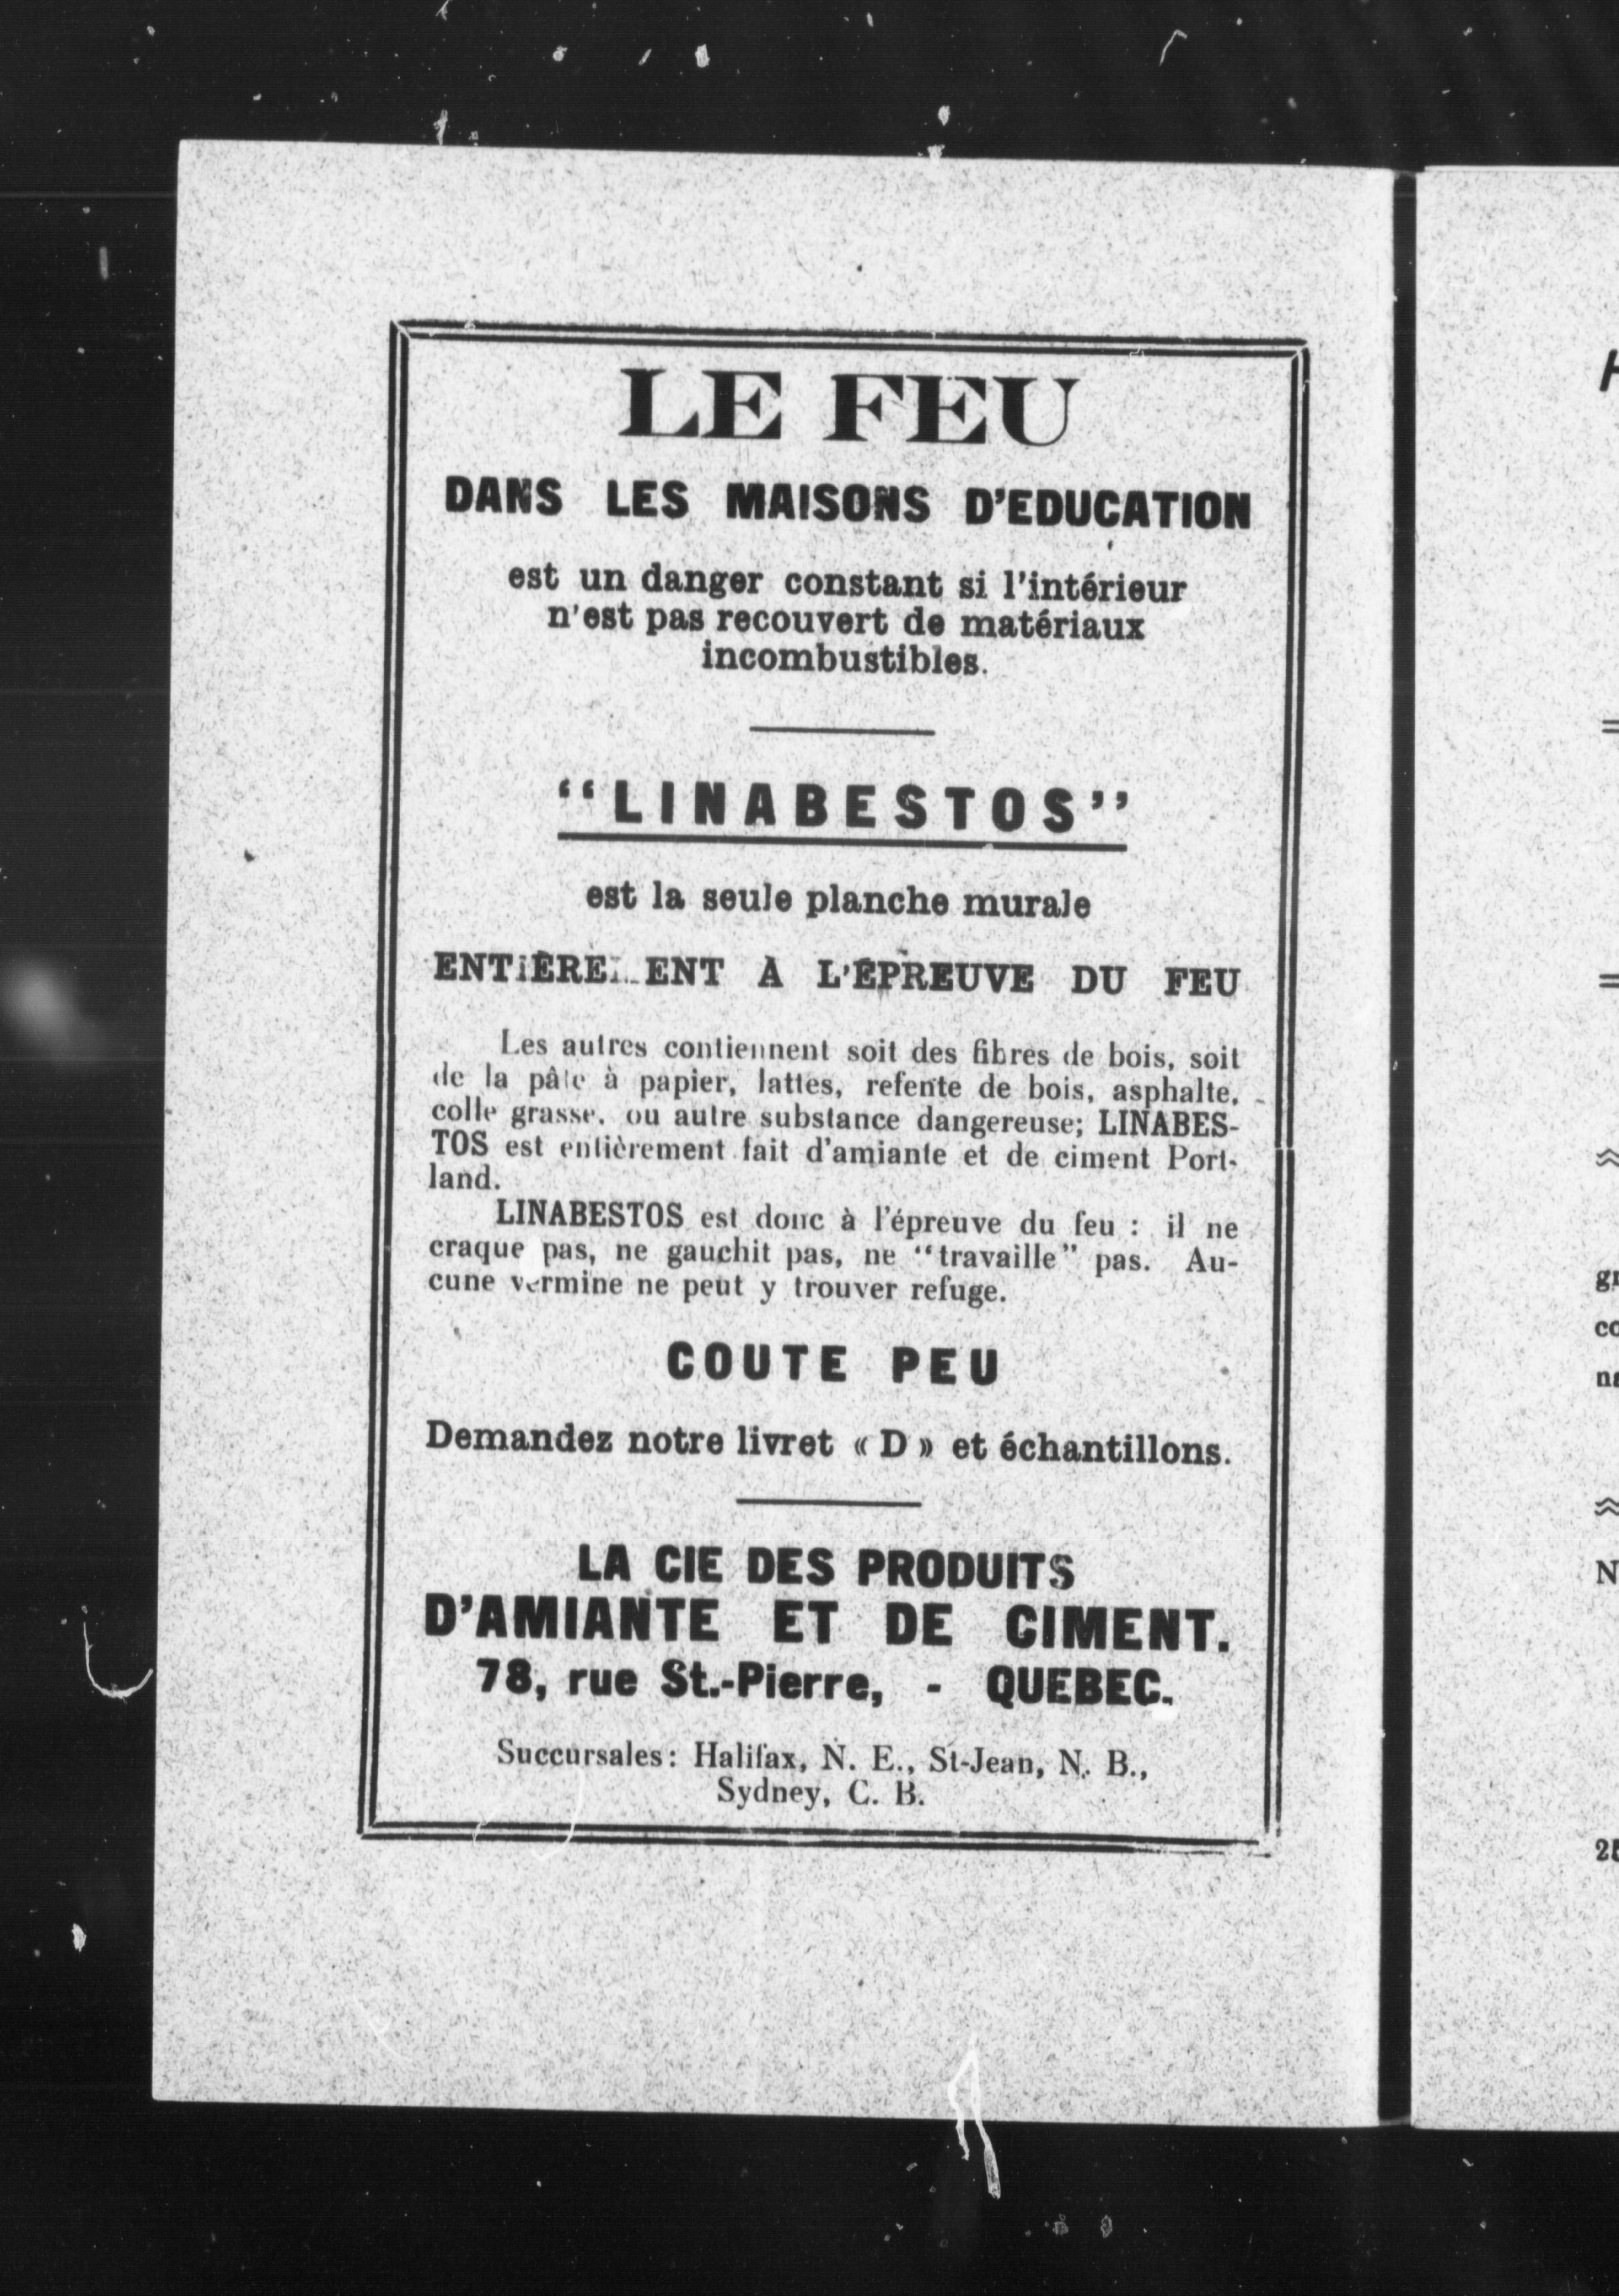 LE FEU
DANS LES MAISONS D'EDUCATION
est un danger constant si l'intérieur
n'est pas recouvert de matériaux
incombustibles.
"LINABESTOS"
est la seule planche murale
A L'ÉPREUVE DU FEU
Les autres contiennent soit des fibres de bois, soit
de la pâte à papier, lattes, refente de bois, asphalte,
colle grasse, ou autre substance dangereuse; LINABES-
TOS est entièrement fait d'amiante et de ciment Port-
land.
LINABESTOS est donc à l'épreuve du feu : il ne
craque pas, ne gauchit pas, ne "travaille" pas. Au-
cune vermine ne peut y trouver refuge.
COUTE PEU
Demandez notre livret « D » et échantillons.
LA CIE DES PRODUITS
D'AMIANTE ET DE CIMENT.
78, rue St.-Pierre, - QUEBEC.
Succursales: Halifax, N. E., St-Jean, N. B.,
Sydney, C. B.